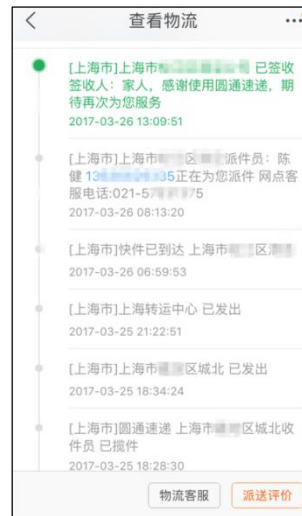 查看物流
[上海市]上海市 已签收
签收人：家人，感谢使用圆通速递，期
待再次为您服务
2017-03-26 13:09:51
[上海市]上海市 区 派件员：陈
健 13 35正在为您派件 网点客
服电话:021-57 75
2017-03-26 08:13:20
[上海市]快件已到达 上海市 区
2017-03-26 06:59:53
[上海市]上海转运中心 已发出
2017-03-25 21:22:51
[上海市]上海市 区城北 已发出
2017-03-25 18:34:24
[上海市]圆通速递 上海市 区城北收
件员 已揽件
2017-03-25 18:28:30
物流客服
派送评价